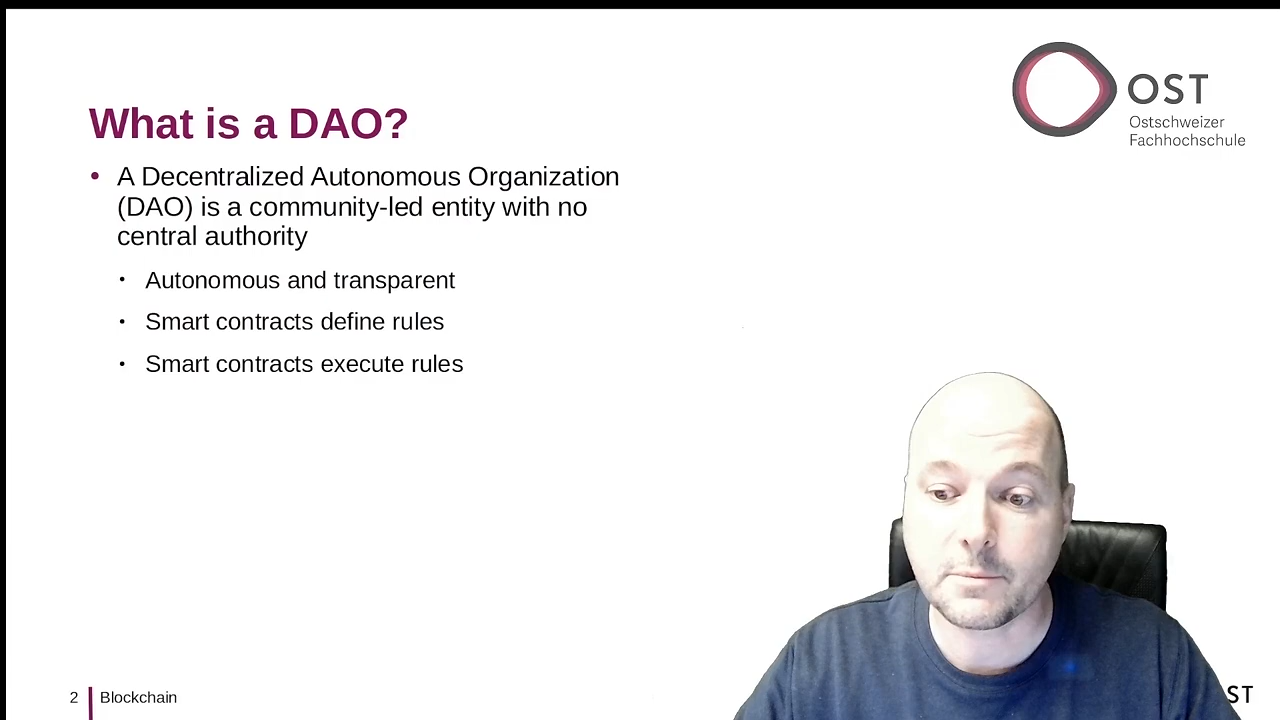 OST
Ostschweizer
Fachhochschule
What is a DAO?
• A Decentralized Autonomous Organization
(DAO) is a community-led entity with no
central authority
• Autonomous and transparent
• Smart contracts define rules
• Smart contracts execute rules
2 Blockchain
ST